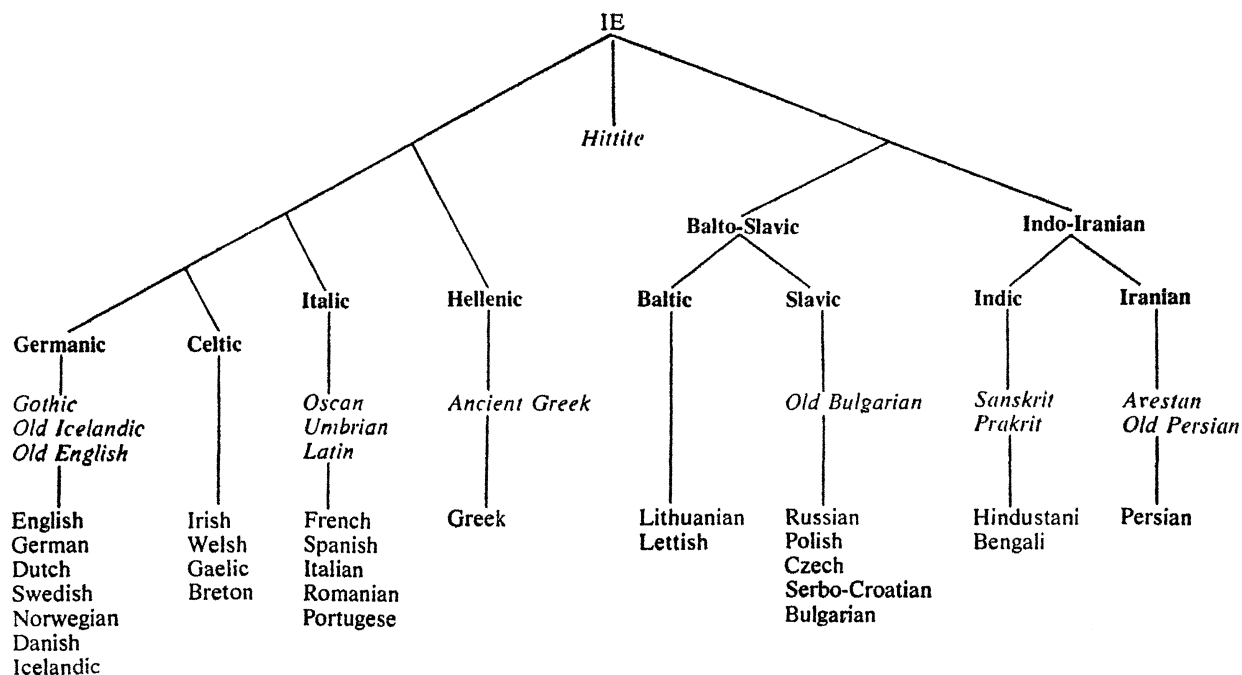 IE
Hittite
Balto-Slavic Indo-Iranian
Italic Hellenic Baltic Slavic Indic Iranian
Germanic Celtic
Gothic Oscan Ancient Greek Old Bulgarian Sanskrit Avestan
Old Icelandic Umbrian Prakrit Old Persian
Old English Latin
English Irish French Greek Lithuanian Russian Hindustani Persian
German Welsh Spanish Lettish Polish Bengali
Dutch Gaelic Italian Czech
Swedish Breton Romanian Serbo-Croatian
Norwegian Portugese Bulgarian
Danish
Icelandic